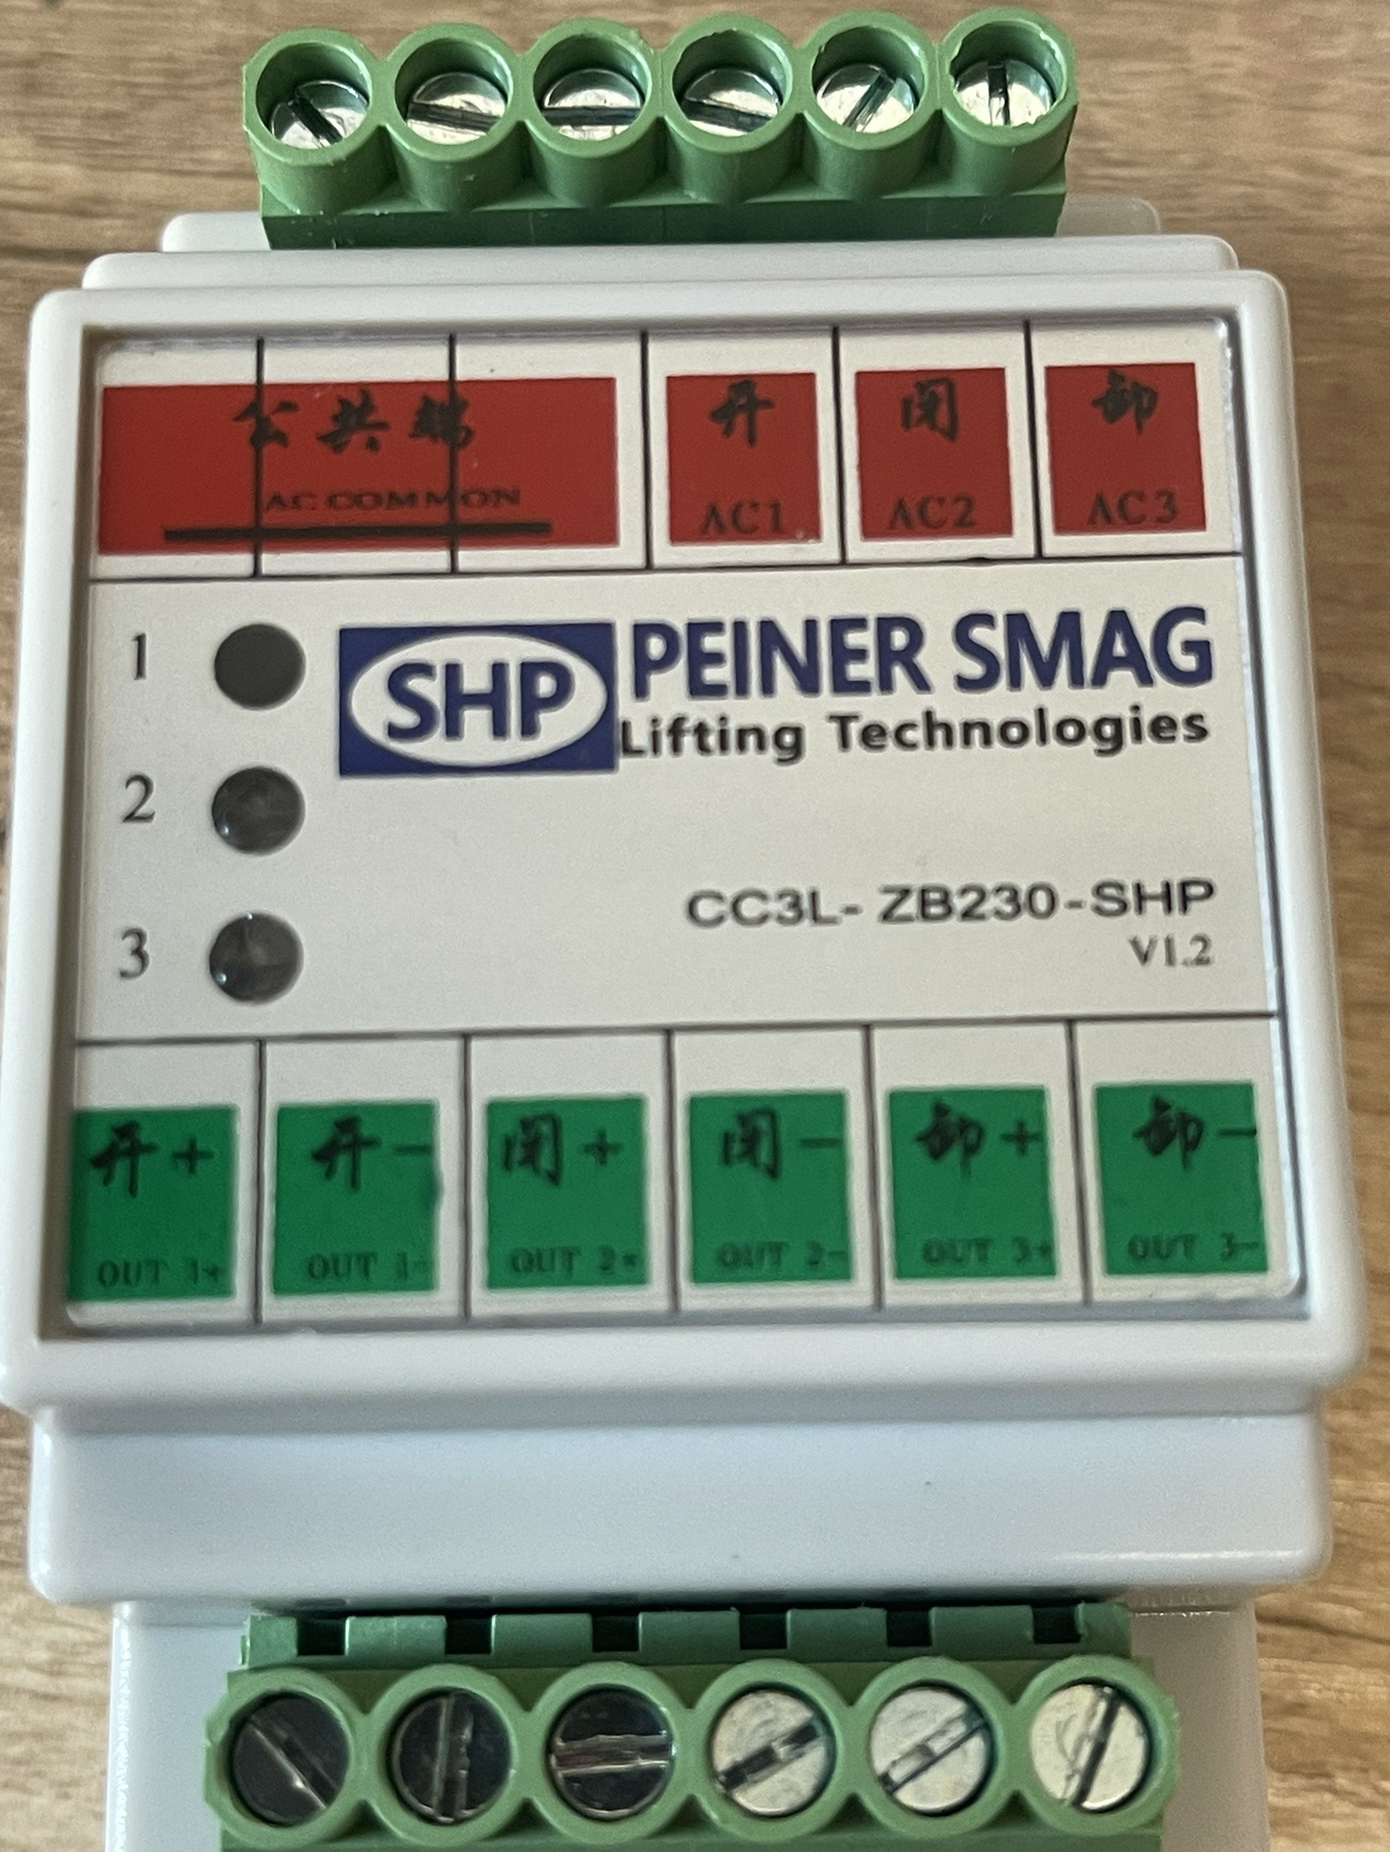 公共端 开 闭 卸
AC COMMON AC1 AC2 AC3
1
SHP PEINER SMAG
Lifting Technologies
2
CC3L- ZB230-SHP
3 V1.2
开+ 开- 闭+ 闭- 卸+ 卸-
OUT 1+ OUT 1- OUT 2+ OUT 2- OUT 3+ OUT 3-